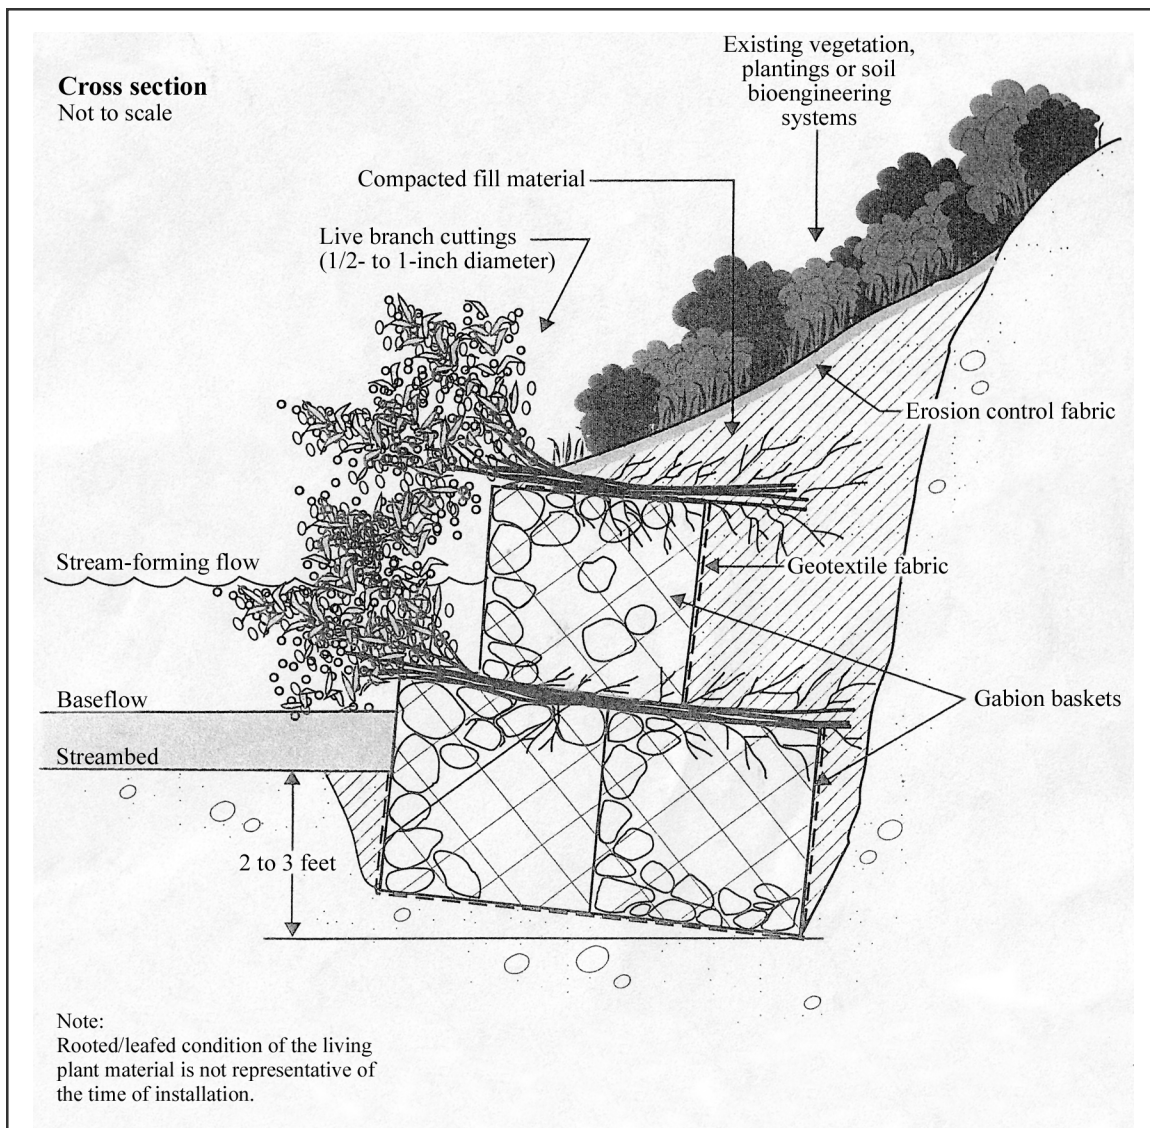 Cross section
Not to scale
Existing vegetation,
plantings or soil
bioengineering
systems
Compacted fill material
Live branch cuttings
(1/2- to 1-inch diameter)
Erosion control fabric
Stream-forming flow
Geotextile fabric
Baseflow
Gabion baskets
Streambed
2 to 3 feet
Note:
Rooted/leafed condition of the living
plant material is not representative of
the time of installation.